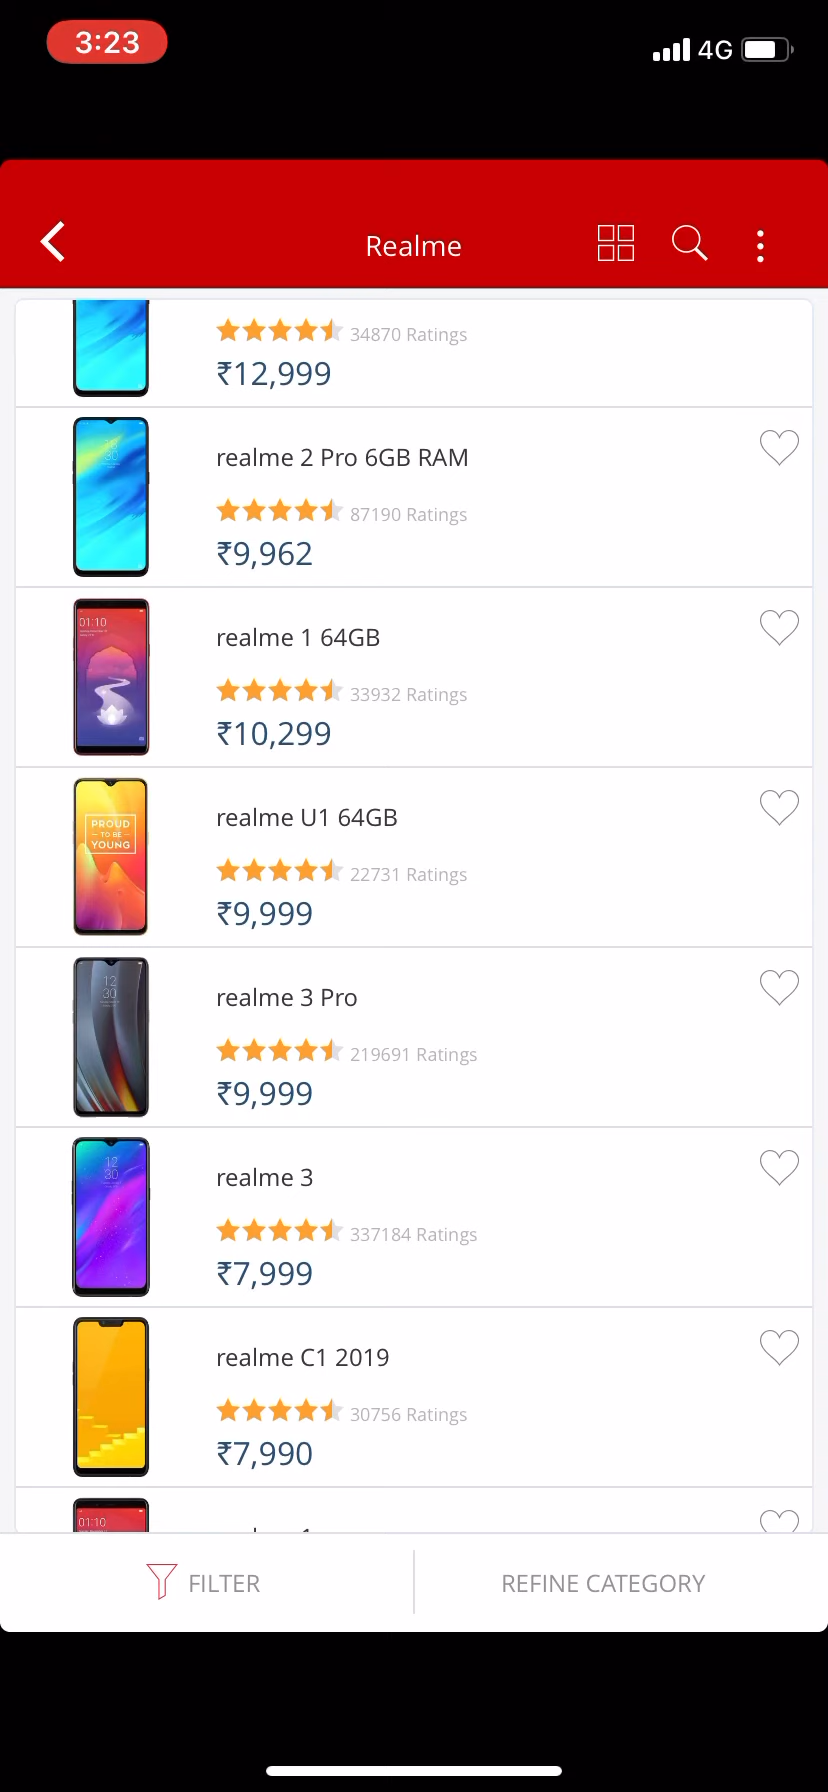 3:23
4G
Realme
34870 Ratings
₹12,999
realme 2 Pro 6GB RAM
87190 Ratings
₹9,962
01:10
realme 1 64GB
33932 Ratings
₹10,299
PROUD
TO BE
YOUNG
realme U1 64GB
22731 Ratings
₹9,999
12
30
realme 3 Pro
219691 Ratings
₹9,999
12
30
realme 3
337184 Ratings
₹7,999
realme C1 2019
30756 Ratings
₹7,990
01:10
FILTER
REFINE CATEGORY